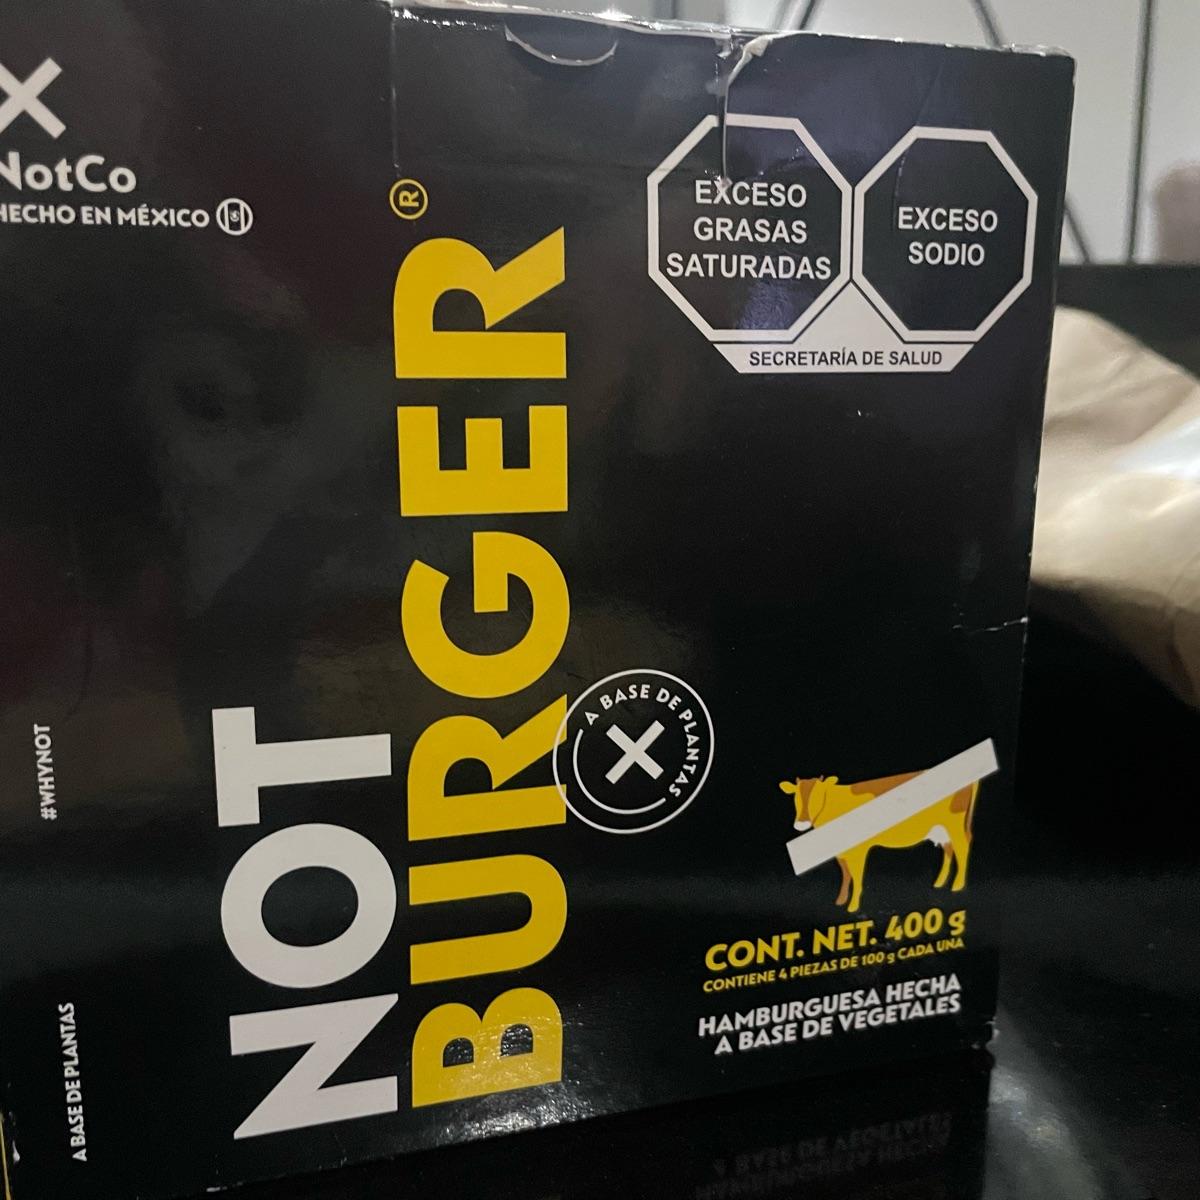 NotCo
HECHO EN MÉXICO
EXCESO
GRASAS
SATURADAS
EXCESO
SODIO
SECRETARÍA DE SALUD
NOT
BURGER®
A BASE DE PLANTAS
#WHYNOT
A BASE DE PLANTAS
CONT. NET. 400 g
CONTIENE 4 PIEZAS DE 100 g CADA UNA
HAMBURGUESA HECHA
A BASE DE VEGETALES